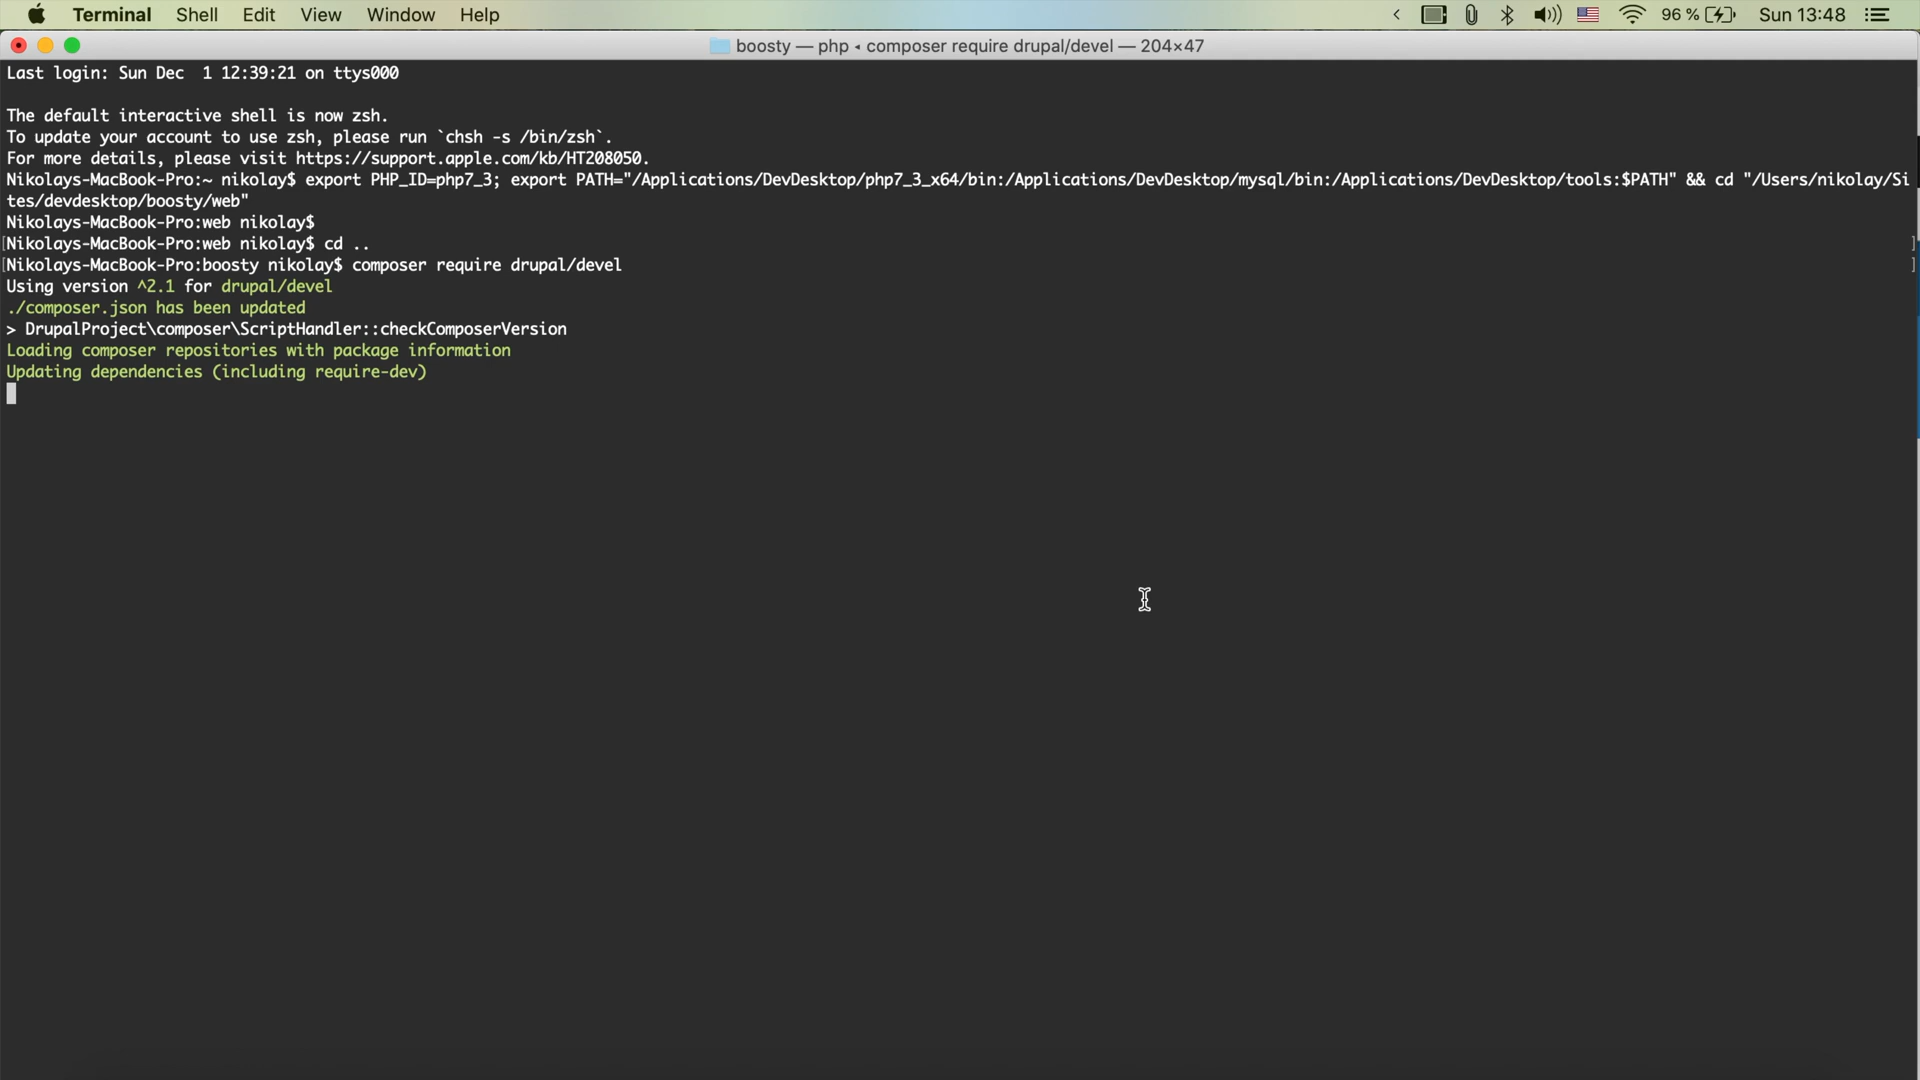 Terminal Shell Edit View Window Help 96 % Sun 13:48
boosty — php ◂ composer require drupal/devel — 204×47
Last login: Sun Dec  1 12:39:21 on ttys000
The default interactive shell is now zsh.
To update your account to use zsh, please run `chsh -s /bin/zsh`.
For more details, please visit https://support.apple.com/kb/HT208050.
Nikolays-MacBook-Pro:~ nikolay$ export PHP_ID=php7_3; export PATH="/Applications/DevDesktop/php7_3_x64/bin:/Applications/DevDesktop/mysql/bin:/Applications/DevDesktop/tools:$PATH" && cd "/Users/nikolay/Si
tes/devdesktop/boosty/web"
Nikolays-MacBook-Pro:web nikolay$
[Nikolays-MacBook-Pro:web nikolay$ cd .. ]
[Nikolays-MacBook-Pro:boosty nikolay$ composer require drupal/devel ]
Using version ^2.1 for drupal/devel
./composer.json has been updated
> DrupalProject\composer\ScriptHandler::checkComposerVersion
Loading composer repositories with package information
Updating dependencies (including require-dev)